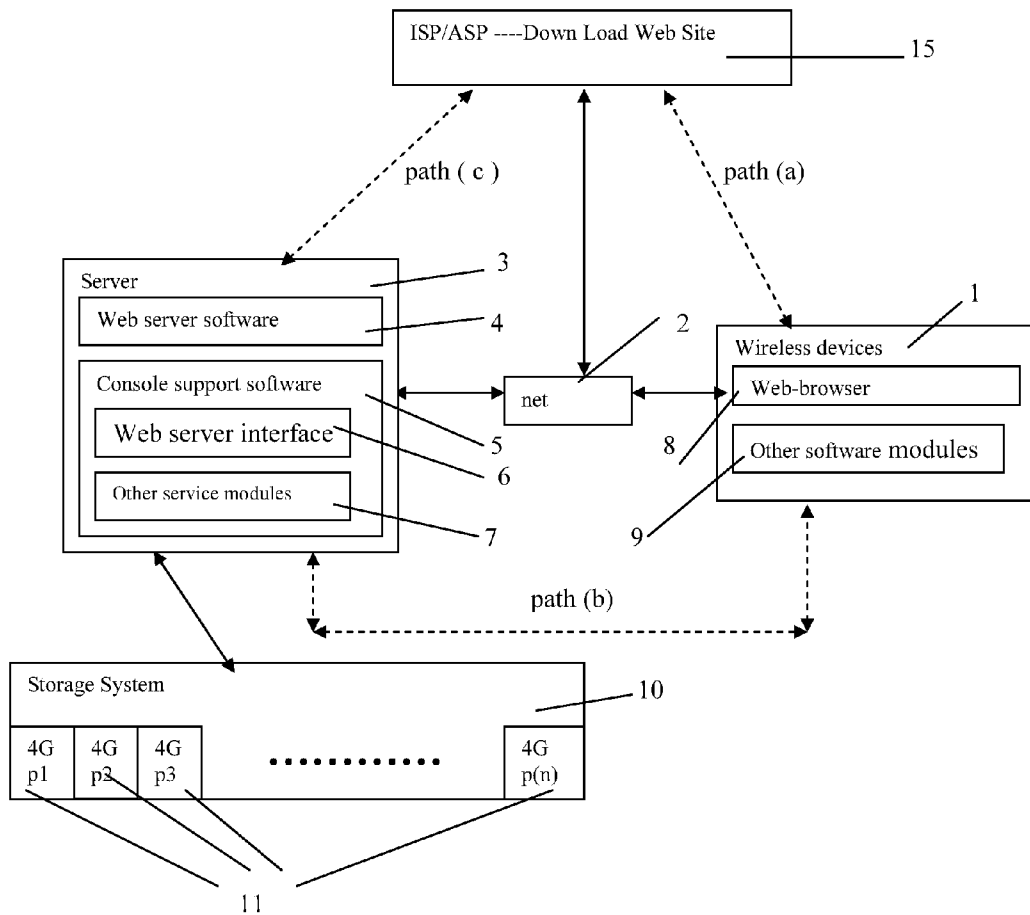 ISP/ASP ----Down Load Web Site
15
path ( c )
path (a)
Server
3
Web server software
4
Console support software
5
Web server interface
6
Other service modules
7
2
net
1
Wireless devices
Web-browser
8
Other software modules
9
path (b)
Storage System
10
4G
p1
4G
p2
4G
p3
............
4G
p(n)
11